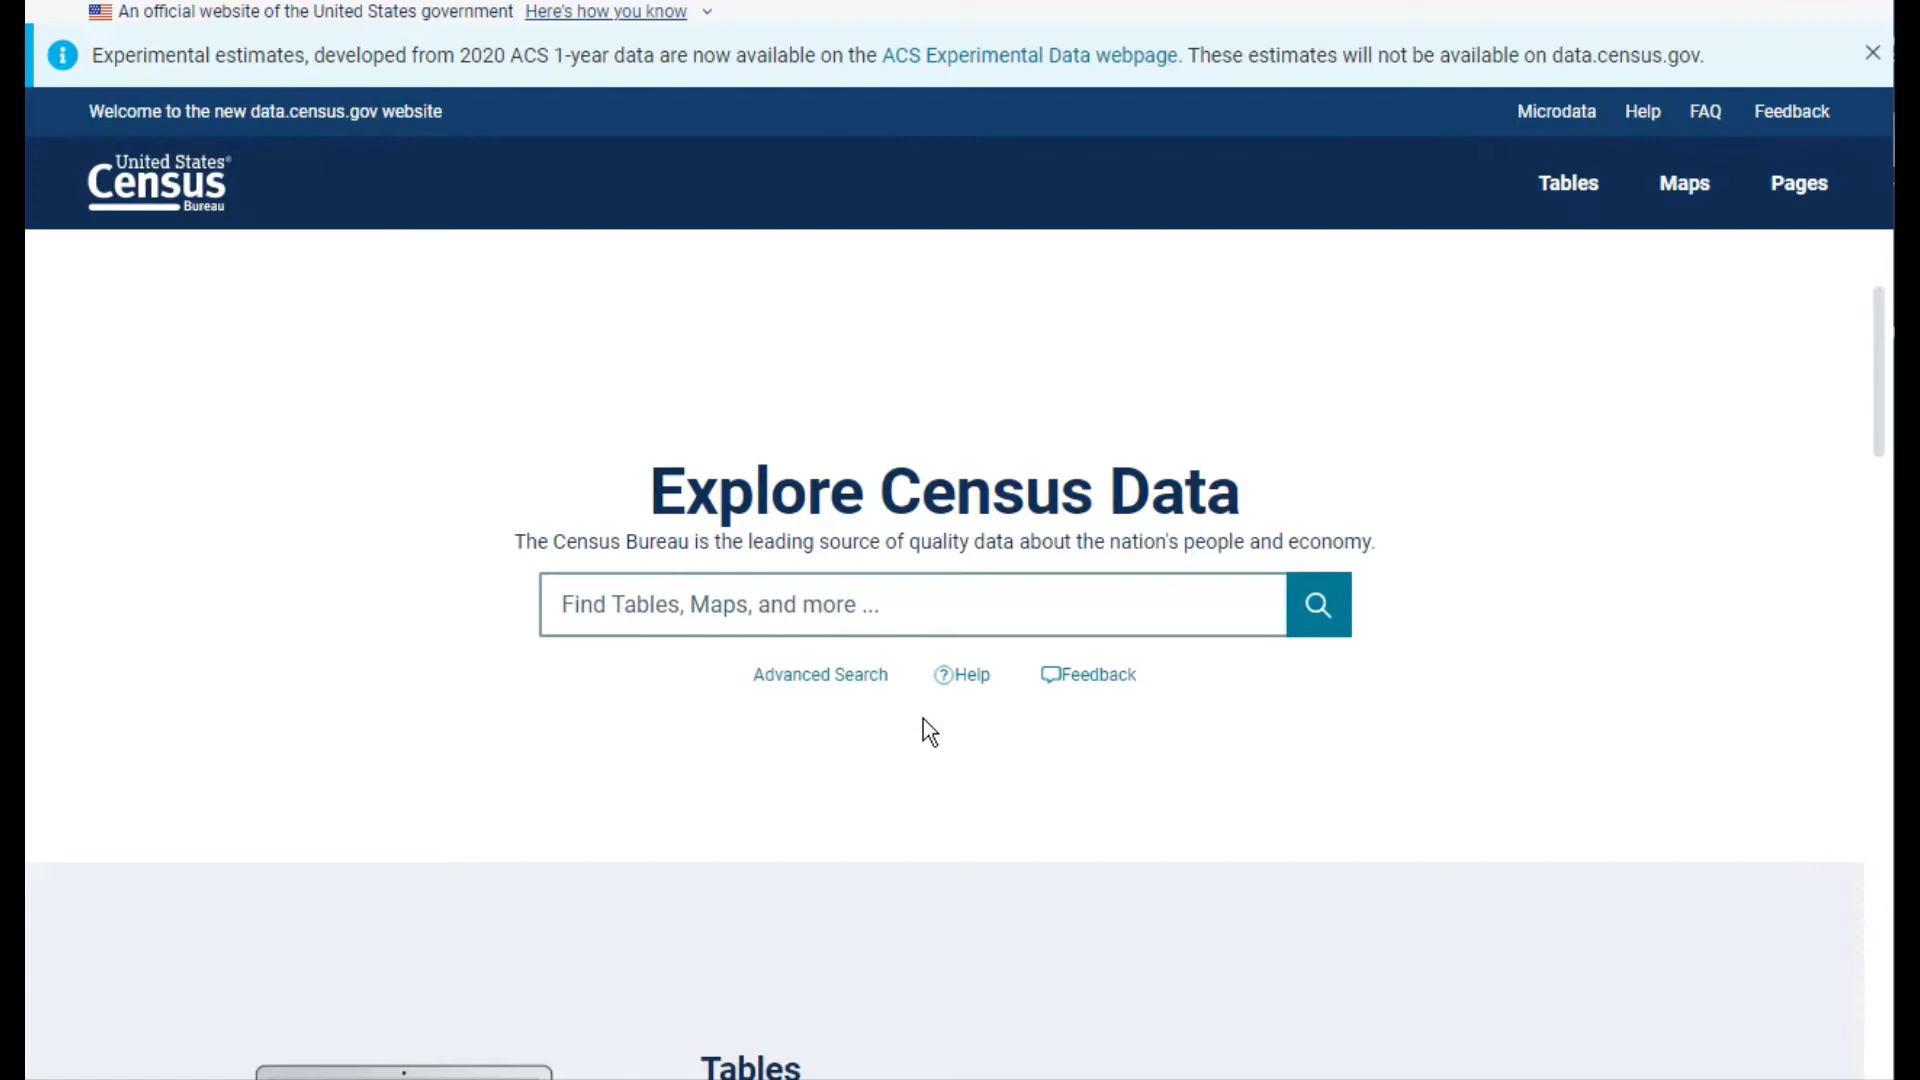 An official website of the United States government Here's how you know
Experimental estimates, developed from 2020 ACS 1-year data are now available on the ACS Experimental Data webpage. These estimates will not be available on data.census.gov.
Welcome to the new data.census.gov website
Microdata Help FAQ Feedback
United States®
Census
Bureau
Tables Maps Pages
Explore Census Data
The Census Bureau is the leading source of quality data about the nation's people and economy.
Find Tables, Maps, and more ...
Advanced Search Help Feedback
Tables